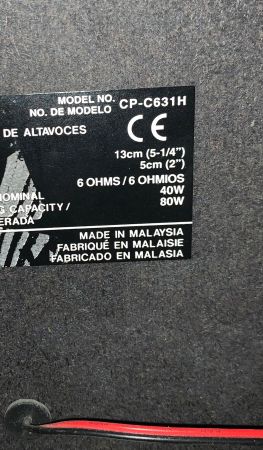 MODEL NO.
NO. DE MODELO CP-C631H
DE ALTAVOCES CE
13cm (5-1/4")
5cm (2")
6 OHMS / 6 OHMIOS
NOMINAL 40W
G CAPACITY / 80W
ERADA
MADE IN MALAYSIA
FABRIQUÉ EN MALAISIE
FABRICADO EN MALASIA